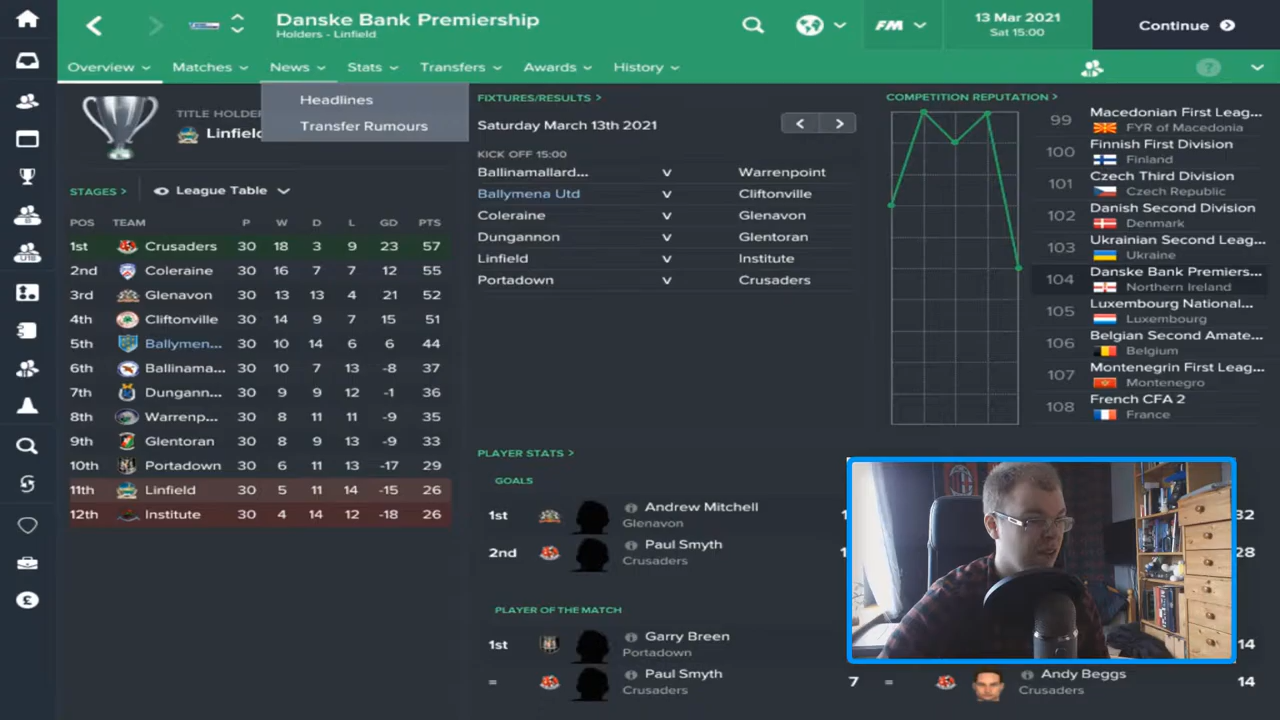 Danske Bank Premiership
Holders - Linfield
FM
13 Mar 2021
Sat 15:00
Continue
Overview
Matches
News
Stats
Transfers
Awards
History
?
Headlines
Transfer Rumours
TITLE HOLDER
Linfield
STAGES >
League Table
POS TEAM P W D L GD PTS
1st Crusaders 30 18 3 9 23 57
2nd Coleraine 30 16 7 7 12 55
3rd Glenavon 30 13 13 4 21 52
4th Cliftonville 30 14 9 7 15 51
5th Ballymen... 30 10 14 6 6 44
6th Ballinama... 30 10 7 13 -8 37
7th Dungann... 30 9 9 12 -1 36
8th Warrenp... 30 8 11 11 -9 35
9th Glentoran 30 8 9 13 -9 33
10th Portadown 30 6 11 13 -17 29
11th Linfield 30 5 11 14 -15 26
12th Institute 30 4 14 12 -18 26
FIXTURES/RESULTS >
Saturday March 13th 2021
< >
KICK OFF 15:00
Ballinamallard... v Warrenpoint
Ballymena Utd v Cliftonville
Coleraine v Glenavon
Dungannon v Glentoran
Linfield v Institute
Portadown v Crusaders
COMPETITION REPUTATION >
99 Macedonian First Leag...
FYR of Macedonia
100 Finnish First Division
Finland
101 Czech Third Division
Czech Republic
102 Danish Second Division
Denmark
103 Ukrainian Second Leag...
Ukraine
104 Danske Bank Premiers...
Northern Ireland
105 Luxembourg National...
Luxembourg
106 Belgian Second Amate...
Belgium
107 Montenegrin First Leag...
Montenegro
108 French CFA 2
France
PLAYER STATS >
GOALS
1st Andrew Mitchell
Glenavon
32
2nd Paul Smyth
Crusaders
28
PLAYER OF THE MATCH
1st Garry Breen
Portadown
14
= Paul Smyth 7
Crusaders
= Andy Beggs 14
Crusaders